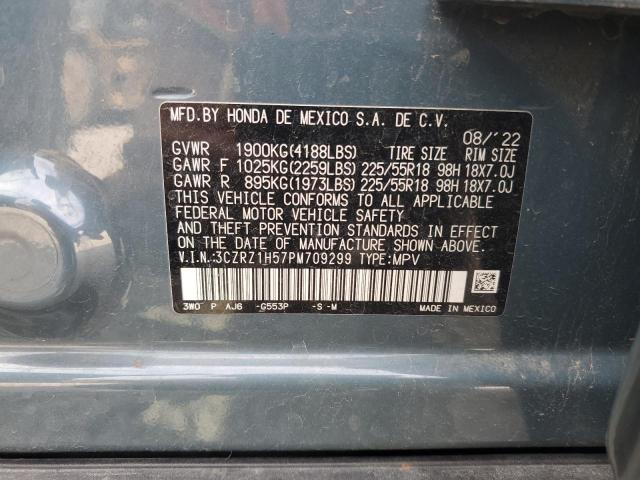 MFD.BY HONDA DE MEXICO S.A. DE C.V.
08/'22
GVWR 1900KG(4188LBS) TIRE SIZE RIM SIZE
GAWR F 1025KG(2259LBS) 225/55R18 98H 18X7.0J
GAWR R 895KG(1973LBS) 225/55R18 98H 18X7.0J
THIS VEHICLE CONFORMS TO ALL APPLICABLE
FEDERAL MOTOR VEHICLE SAFETY
AND THEFT PREVENTION STANDARDS IN EFFECT
ON THE DATE OF MANUFACTURE SHOWN ABOVE.
V.I.N.:3CZRZ1H57PM709299 TYPE:MPV
3W0 P AJ6 -G553P -S-M
MADE IN MEXICO